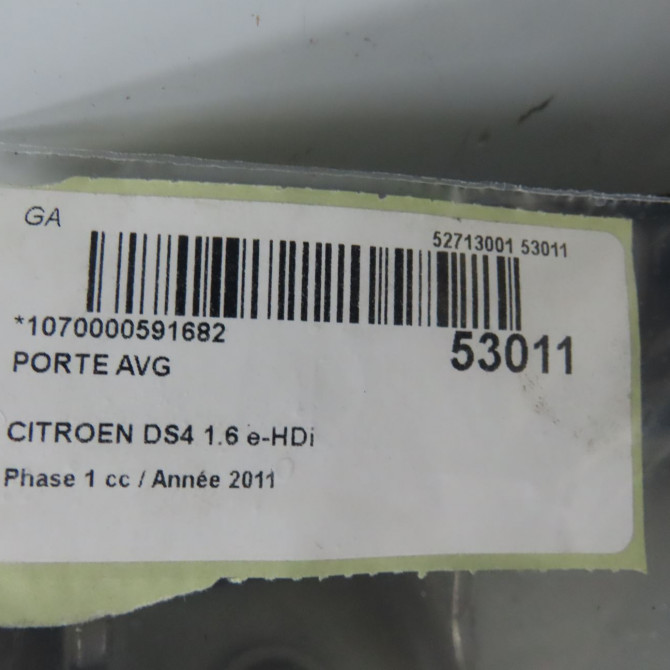 GA
52713001 53011
*1070000591682
53011
PORTE AVG
CITROEN DS4 1.6 e-HDi
Phase 1 cc / Année 2011